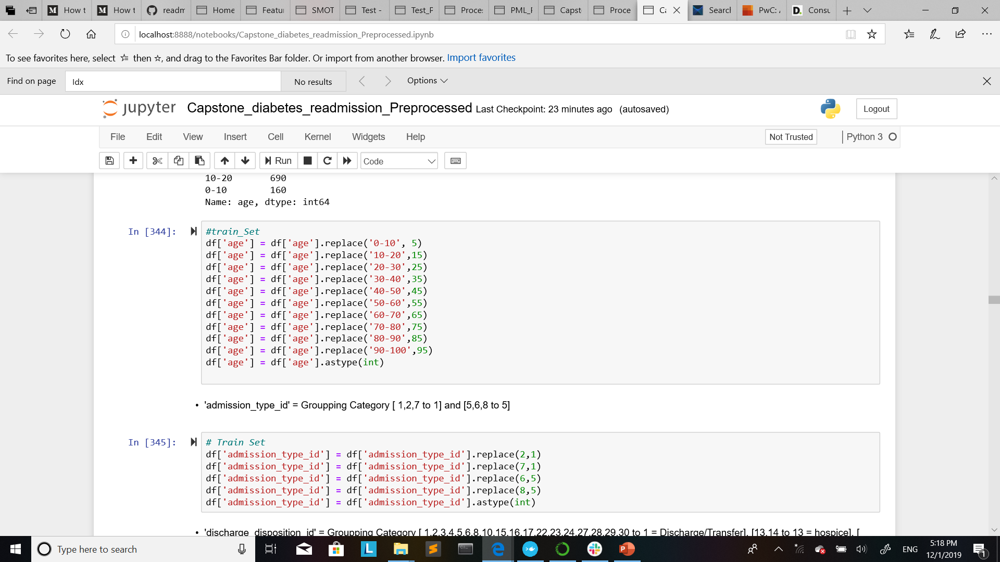 How t
How t
readm
Home
Featur
SMOT
Test -
Test_P
Proces
PML_F
Capst
Proce
Ca
Search
PwC: A
D. Consu
localhost:8888/notebooks/Capstone_diabetes_readmission_Preprocessed.ipynb
To see favorites here, select then ☆, and drag to the Favorites Bar folder. Or import from another browser. Import favorites
Find on page
Idx
No results
Options
jupyter Capstone_diabetes_readmission_Preprocessed Last Checkpoint: 23 minutes ago (autosaved)
Logout
File Edit View Insert Cell Kernel Widgets Help
Not Trusted
Python 3
Run
Code
10-20 690
0-10 160
Name: age, dtype: int64
In [344]:
#train_Set
df['age'] = df['age'].replace('0-10', 5)
df['age'] = df['age'].replace('10-20',15)
df['age'] = df['age'].replace('20-30',25)
df['age'] = df['age'].replace('30-40',35)
df['age'] = df['age'].replace('40-50',45)
df['age'] = df['age'].replace('50-60',55)
df['age'] = df['age'].replace('60-70',65)
df['age'] = df['age'].replace('70-80',75)
df['age'] = df['age'].replace('80-90',85)
df['age'] = df['age'].replace('90-100',95)
df['age'] = df['age'].astype(int)
• 'admission_type_id' = Groupping Category [ 1,2,7 to 1] and [5,6,8 to 5]
In [345]:
# Train Set
df['admission_type_id'] = df['admission_type_id'].replace(2,1)
df['admission_type_id'] = df['admission_type_id'].replace(7,1)
df['admission_type_id'] = df['admission_type_id'].replace(6,5)
df['admission_type_id'] = df['admission_type_id'].replace(8,5)
df['admission_type_id'] = df['admission_type_id'].astype(int)
• 'discharge_disposition_id' = Groupping Category [ 1,2,3,4,5,6,8,10,15,16,17,22,23,24,27,28,29,30 to 1 = Discharge/Transfer], [13,14 to 13 = hospice], [
Type here to search
ENG
5:18 PM
12/1/2019
1